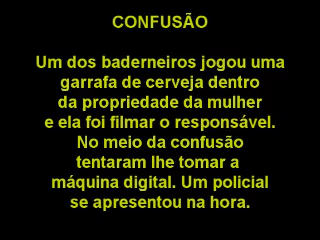 CONFUSÃO
Um dos baderneiros jogou uma
garrafa de cerveja dentro
da propriedade da mulher
e ela foi filmar o responsável.
No meio da confusão
tentaram lhe tomar a
máquina digital. Um policial
se apresentou na hora.